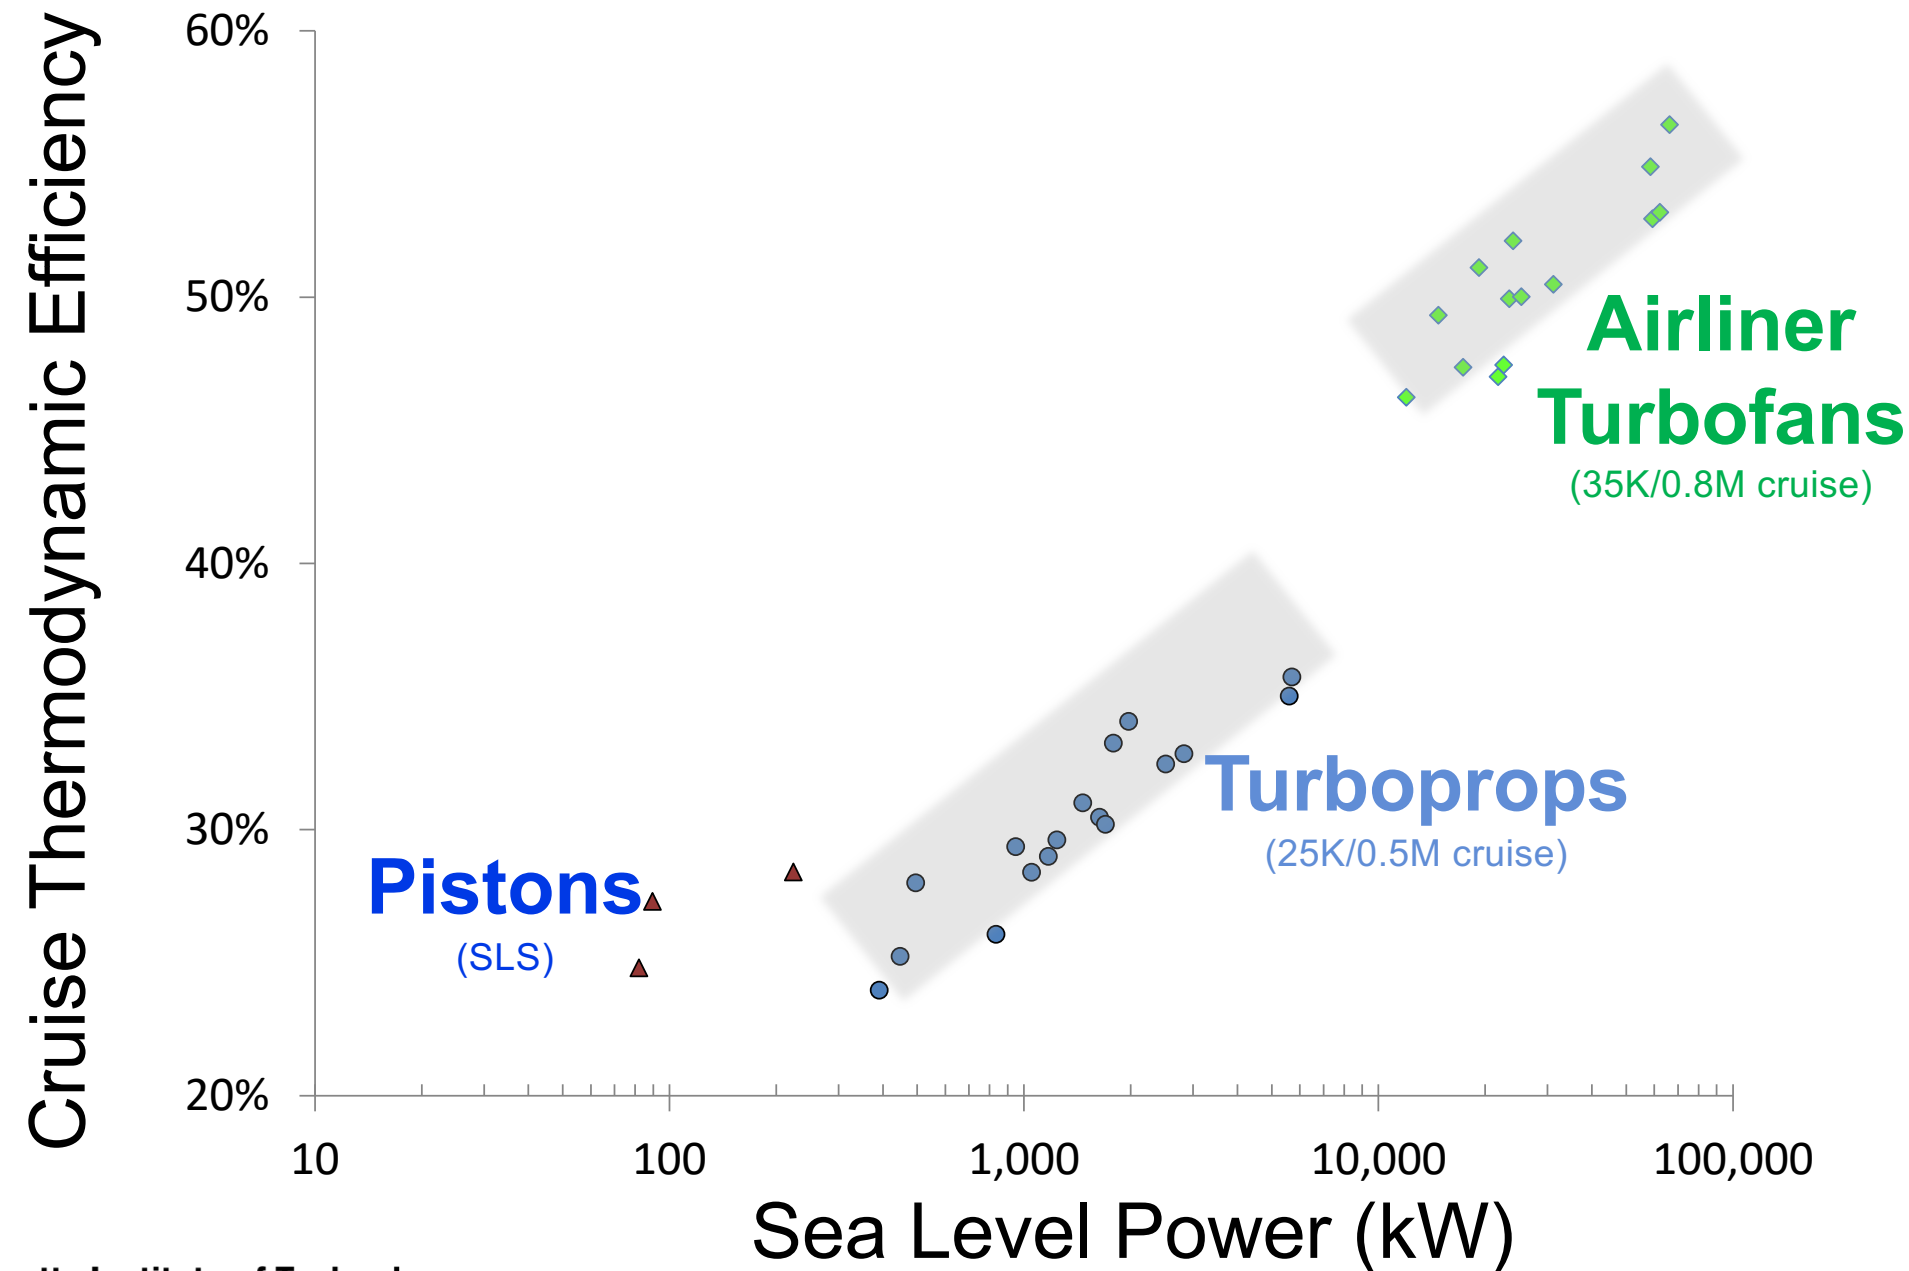 Cruise Thermodynamic Efficiency
60%
50%
40%
30%
20%
Airliner
Turbofans
(35K/0.8M cruise)
Turboprops
(25K/0.5M cruise)
Pistons
(SLS)
10
100
1,000
10,000
100,000
Sea Level Power (kW)